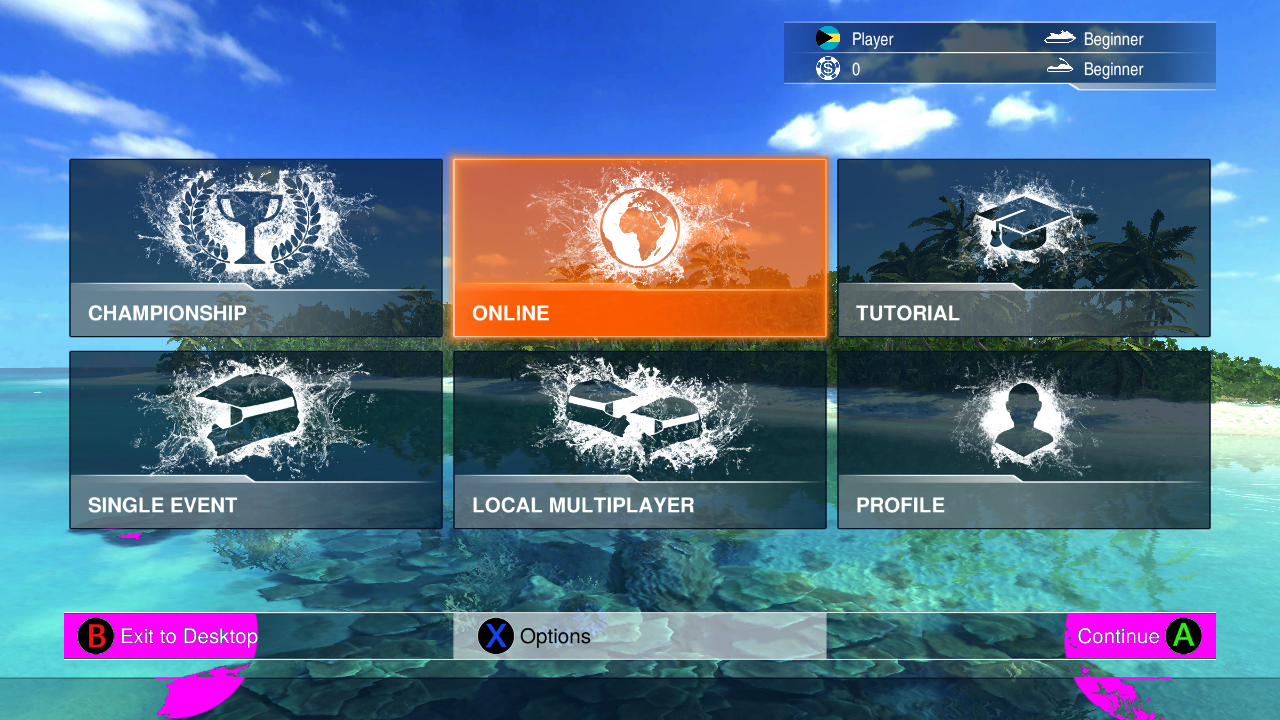 Player
Beginner
0
Beginner
CHAMPIONSHIP
ONLINE
TUTORIAL
SINGLE EVENT
LOCAL MULTIPLAYER
PROFILE
B Exit to Desktop
X Options
Continue A